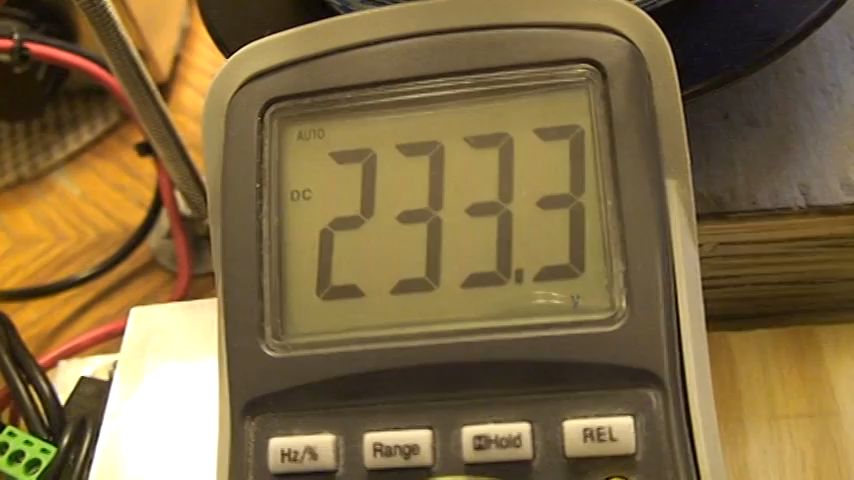 AUTO
DC
233.3
V
Hz/%
Range
H Hold
REL